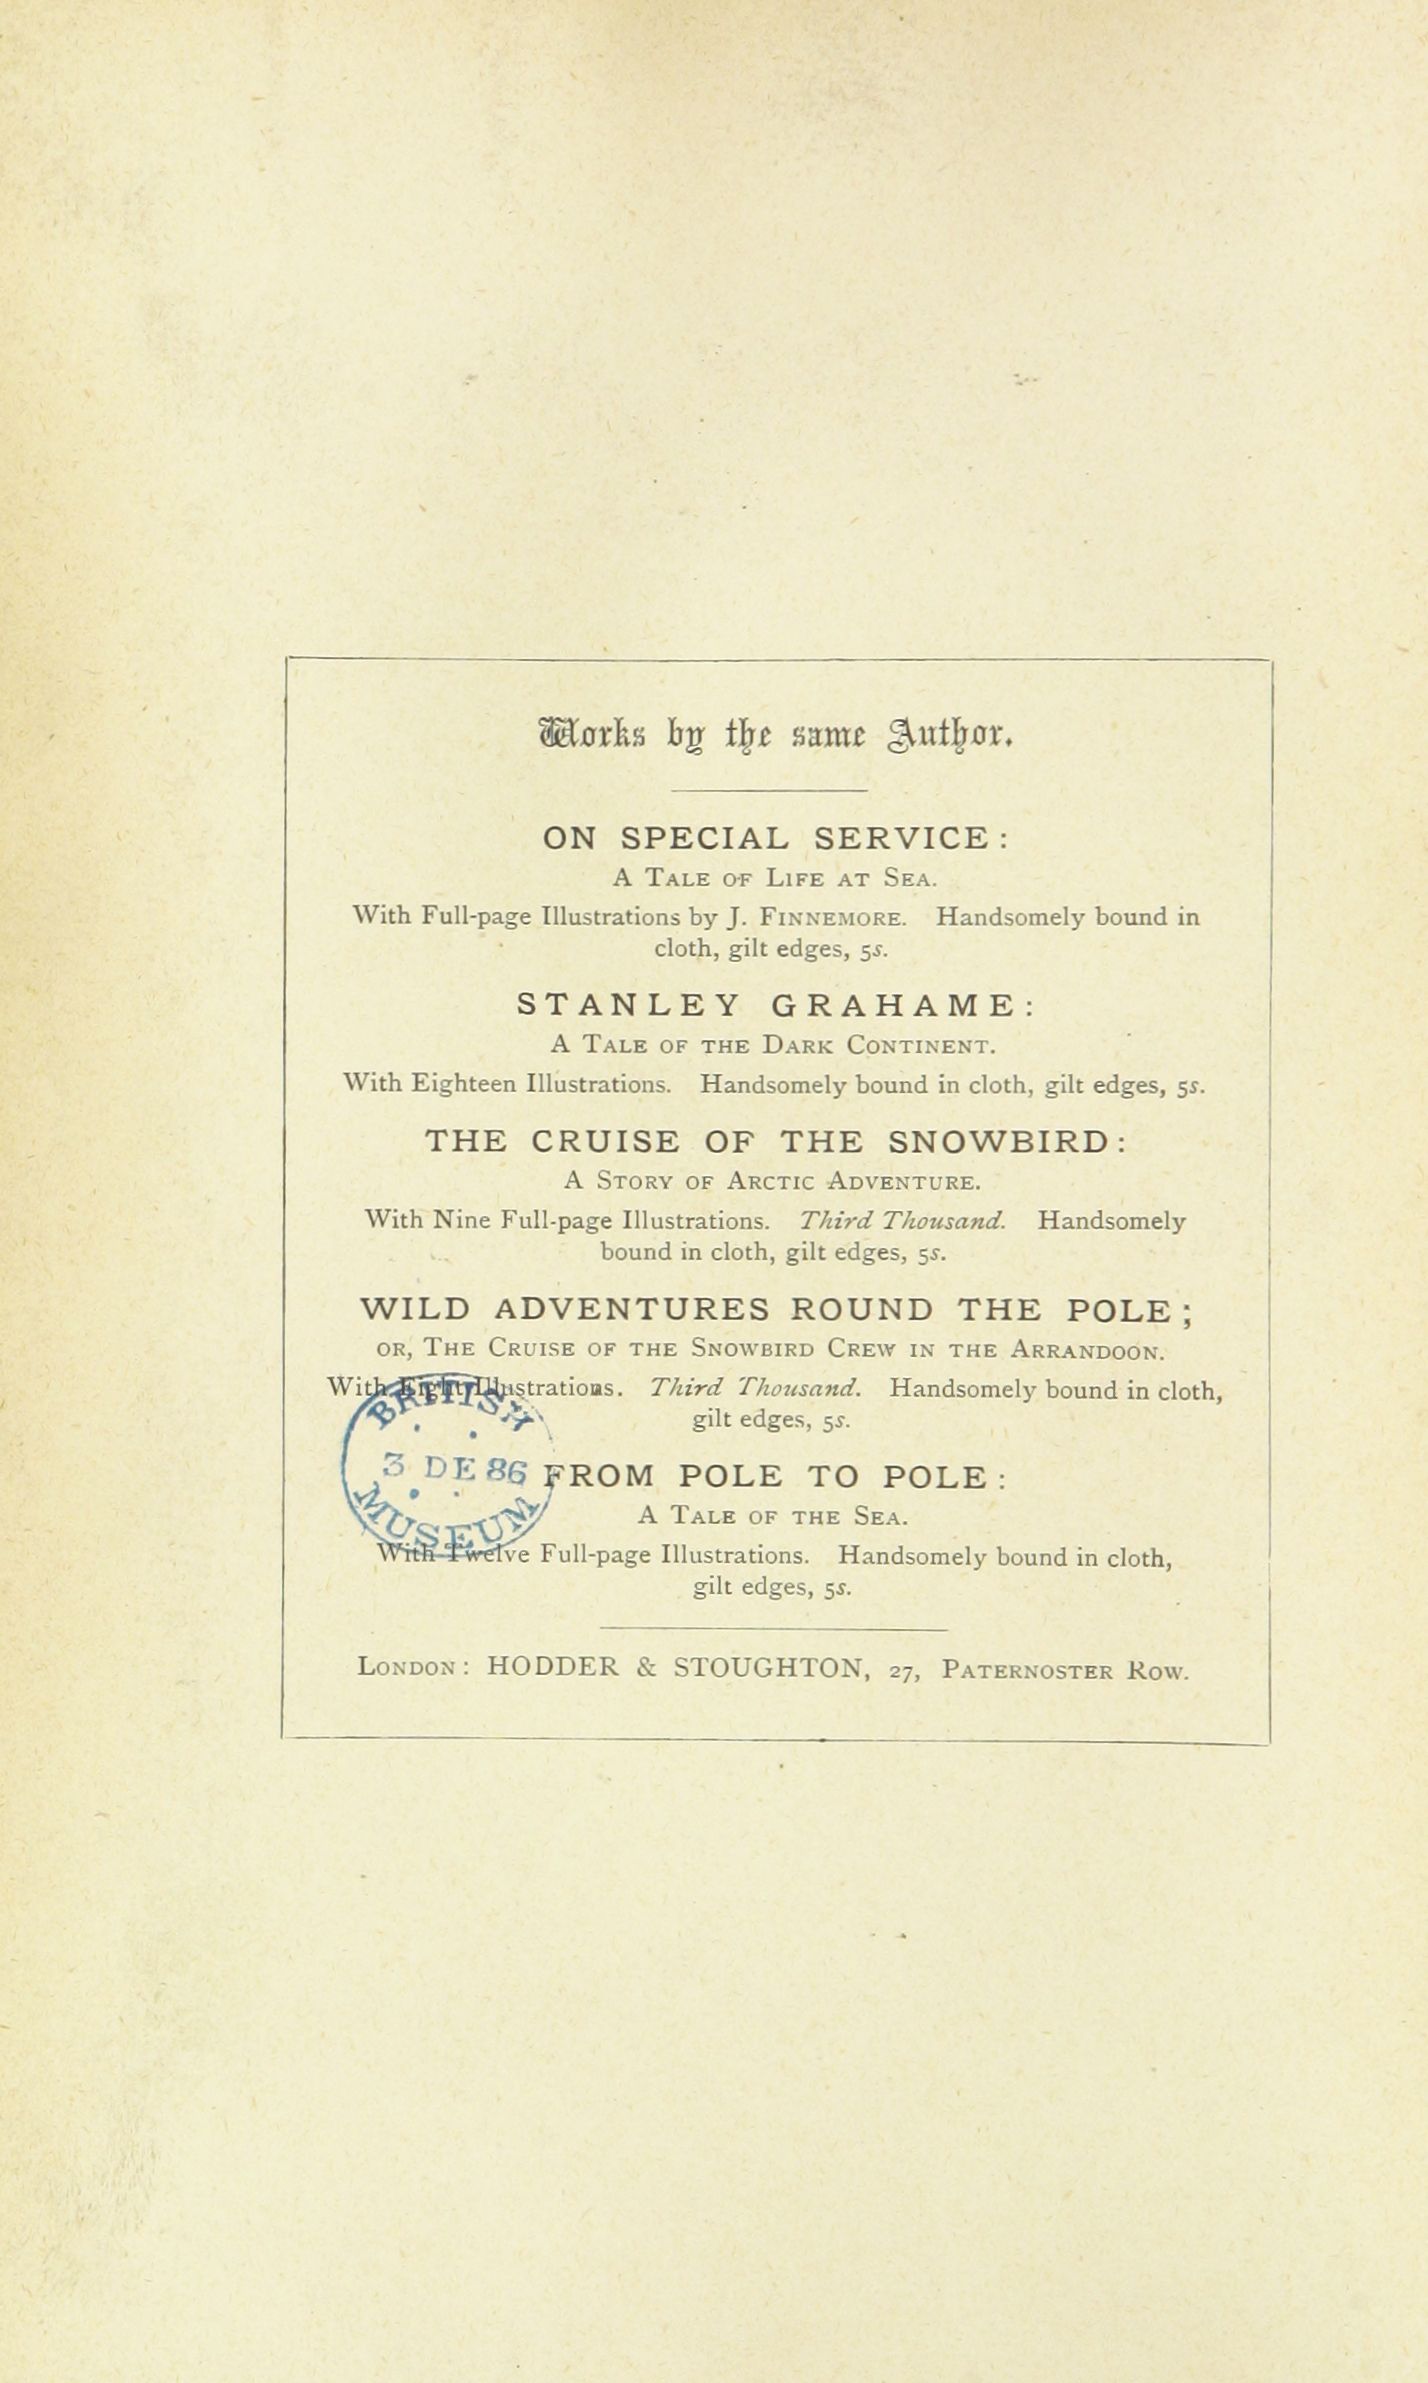 Works by the same Author.
ON SPECIAL SERVICE:
A TALE OF LIFE AT SEA.
With Full-page Illustrations by J. FINNEMORE. Handsomely bound in
cloth, gilt edges, 5s.
STANLEY GRAHAME:
A TALE OF THE DARK CONTINENT.
With Eighteen Illustrations. Handsomely bound in cloth, gilt edges, 5s.
THE CRUISE OF THE SNOWBIRD:
A STORY OF ARCTIC ADVENTURE.
With Nine Full-page Illustrations. Third Thousand. Handsomely
bound in cloth, gilt edges, 5s.
WILD ADVENTURES ROUND THE POLE;
OR, THE CRUISE OF THE SNOWBIRD CREW IN THE ARRANDOON.
With Eight Illustrations. Third Thousand. Handsomely bound in cloth,
gilt edges, 5s.
BRITISH
3 DE 86
MUSEUM
FROM POLE TO POLE:
A TALE OF THE SEA.
With Twelve Full-page Illustrations. Handsomely bound in cloth,
gilt edges, 5s.
LONDON: HODDER & STOUGHTON, 27, PATERNOSTER ROW.